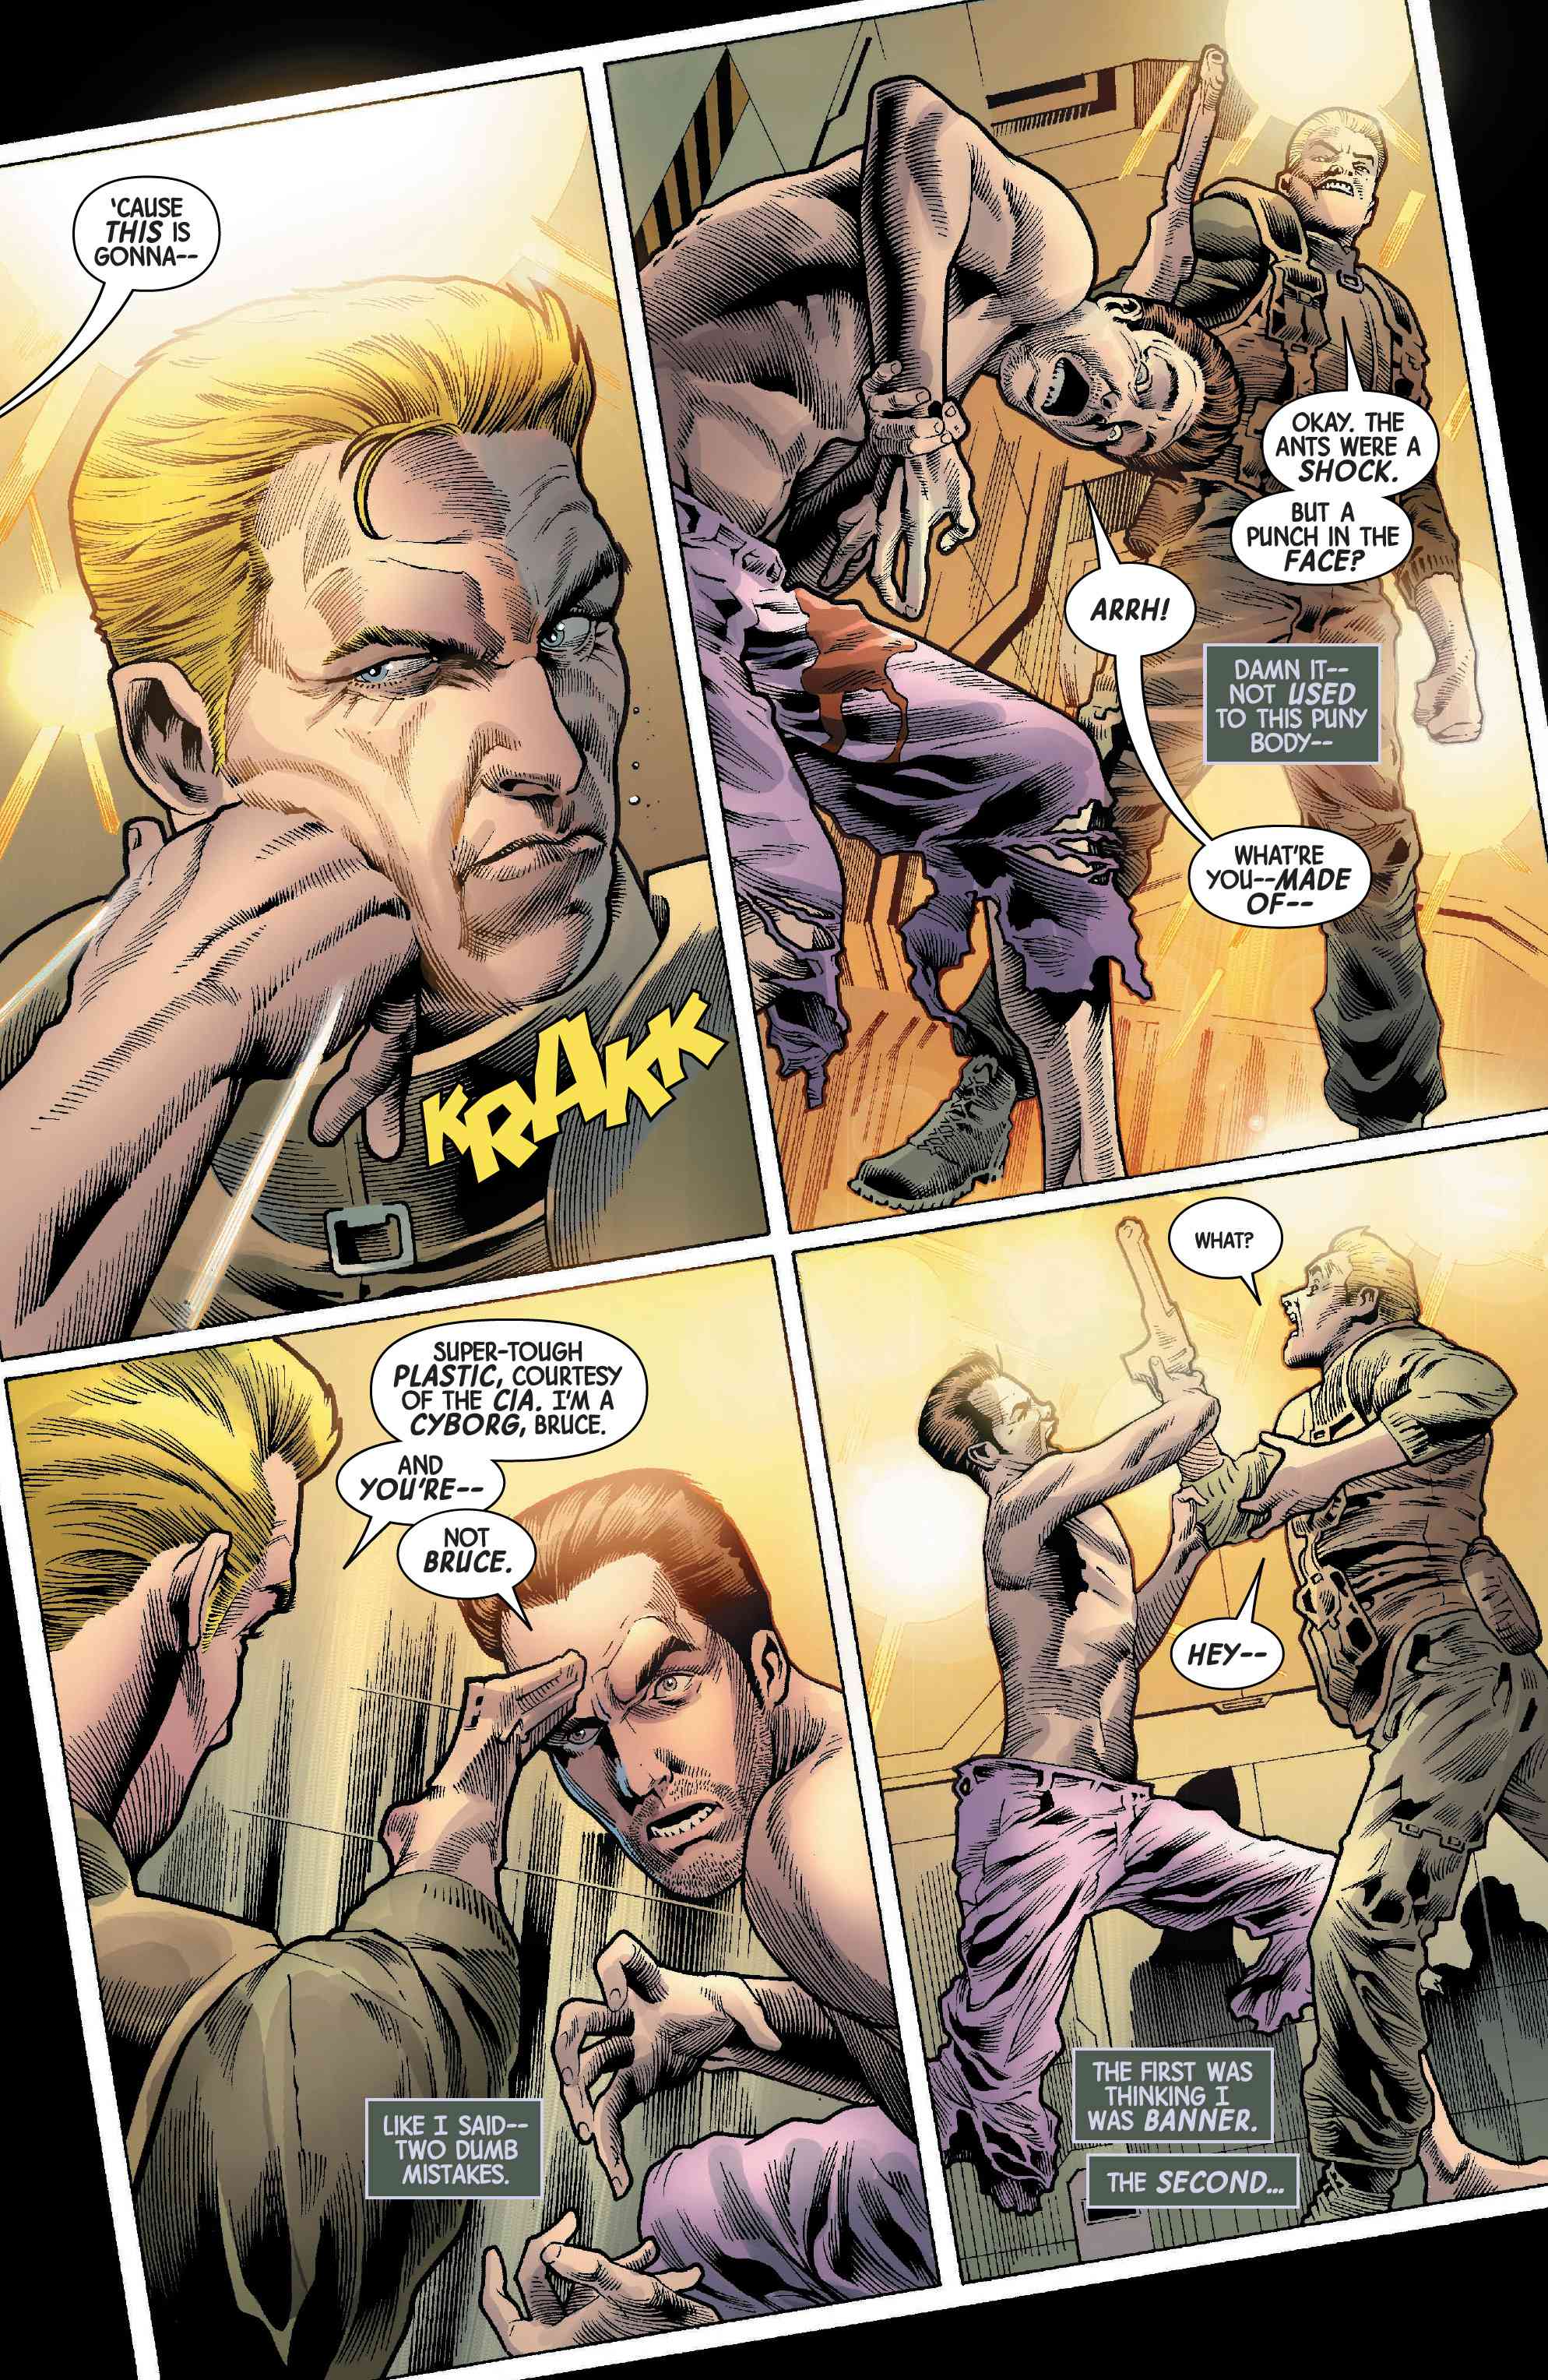 'CAUSE
THIS IS
GONNA--
KRAKK
OKAY. THE
ANTS WERE A
SHOCK.
BUT A
PUNCH IN THE
FACE?
ARRH!
DAMN IT--
NOT USED
TO THIS PUNY
BODY--
WHAT'RE
YOU--MADE
OF--
SUPER-TOUGH
PLASTIC, COURTESY
OF THE CIA. I'M A
CYBORG, BRUCE.
AND
YOU'RE--
NOT
BRUCE.
LIKE I SAID--
TWO DUMB
MISTAKES.
WHAT?
HEY--
THE FIRST WAS
THINKING I
WAS BANNER.
THE SECOND...